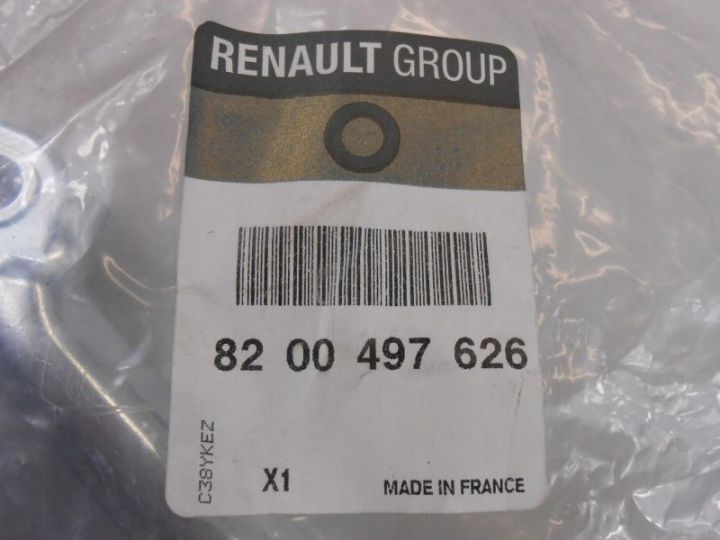 RENAULT GROUP
82 00 497 626
C38YKEZ
X1
MADE IN FRANCE